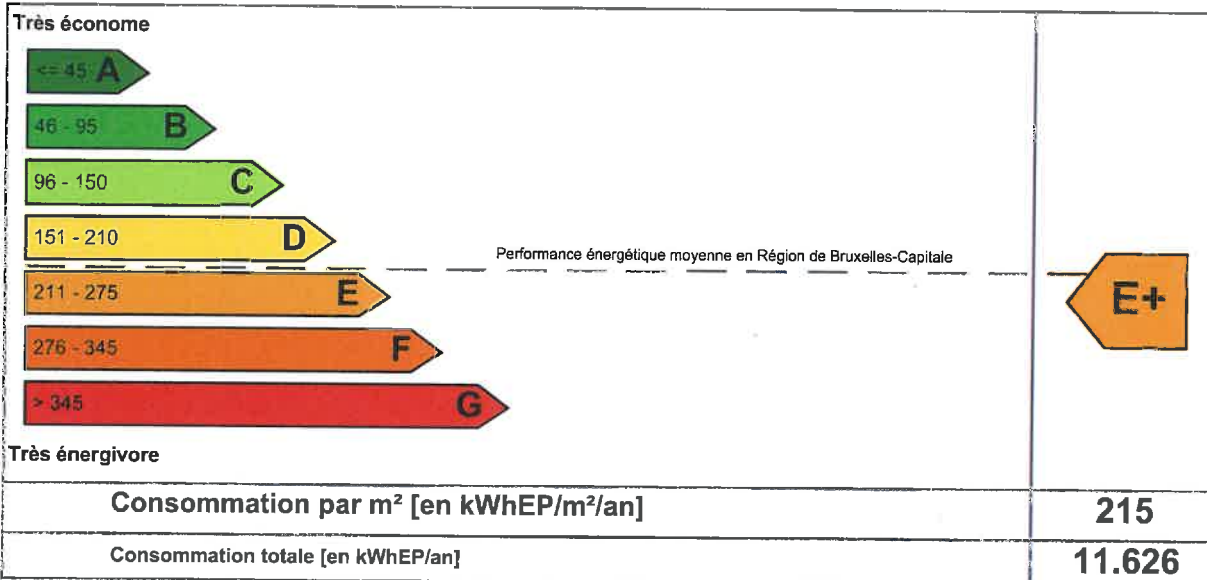 Très économe
<= 45 A
46 - 95 B
96 - 150 C
151 - 210 D
Performance énergétique moyenne en Région de Bruxelles-Capitale
211 - 275 E
E+
276 - 345 F
> 345 G
Très énergivore
Consommation par m² [en kWhEP/m²/an] 215
Consommation totale [en kWhEP/an] 11.626